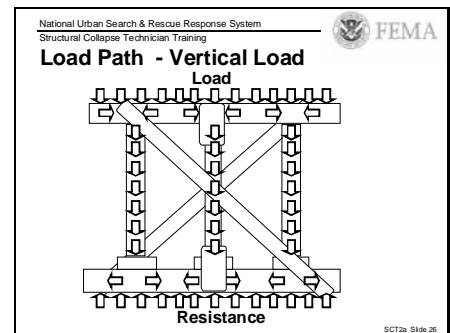 National Urban Search & Rescue Response System
Structural Collapse Technician Training
FEMA
Load Path - Vertical Load
Load
Resistance
SCT2a Slide 26